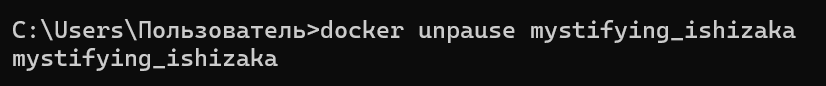 C:\Users\Пользователь>docker unpause mystifying_ishizaka
mystifying_ishizaka